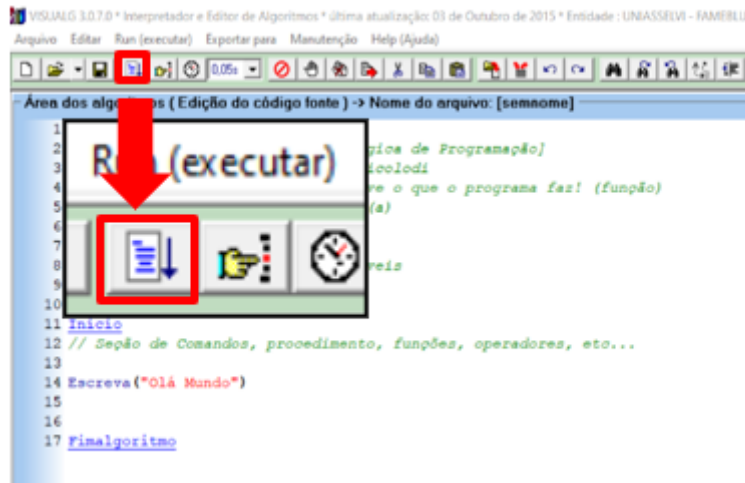 VISUALG 3.0.7.0 * Interpretador e Editor de Algoritmos * última atualização: 03 de Outubro de 2015 * Entidade : UNIASSELVI - FAMEBLU
Arquivo Editar Run (executar) Exportar para Manutenção Help (Ajuda)
0,05s
Área dos algoritmos ( Edição do código fonte ) -> Nome do arquivo: [semnome]
1
2 gica de Programação]
3 icolodi
4 re o que o programa faz! (função)
5 (a)
6
7
8 veis
9
10
Run (executar)
11 Inicio
12 // Seção de Comandos, procedimento, funções, operadores, etc...
13
14 Escreva("Olá Mundo")
15
16
17 Fimalgoritmo